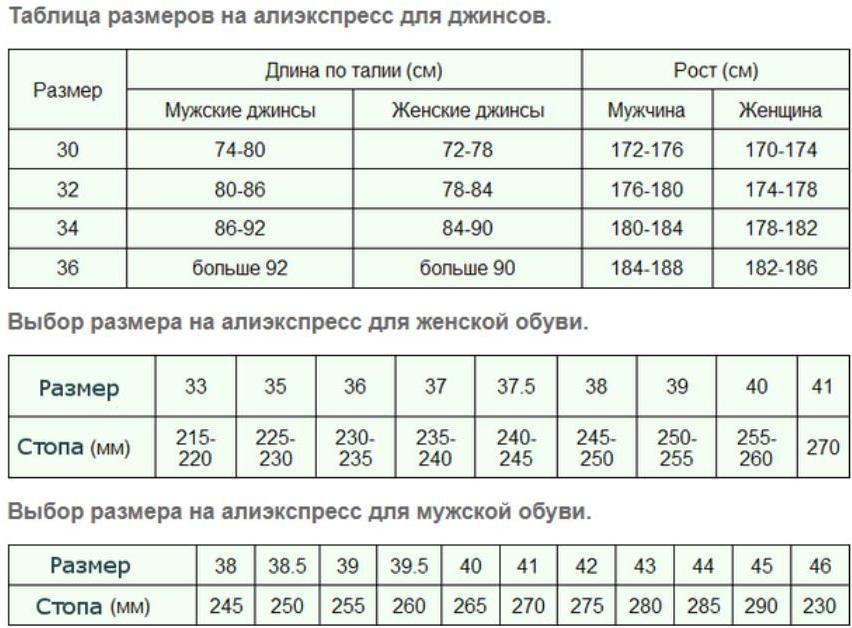 Таблица размеров на алиэкспресс для джинсов.
Размер Длина по талии (см) Рост (см)
Мужские джинсы Женские джинсы Мужчина Женщина
30 74-80 72-78 172-176 170-174
32 80-86 78-84 176-180 174-178
34 86-92 84-90 180-184 178-182
36 больше 92 больше 90 184-188 182-186
Выбор размера на алиэкспресс для женской обуви.
Размер 33 35 36 37 37.5 38 39 40 41
Стопа (мм) 215-220 225-230 230-235 235-240 240-245 245-250 250-255 255-260 270
Выбор размера на алиэкспресс для мужской обуви.
Размер 38 38.5 39 39.5 40 41 42 43 44 45 46
Стопа (мм) 245 250 255 260 265 270 275 280 285 290 230